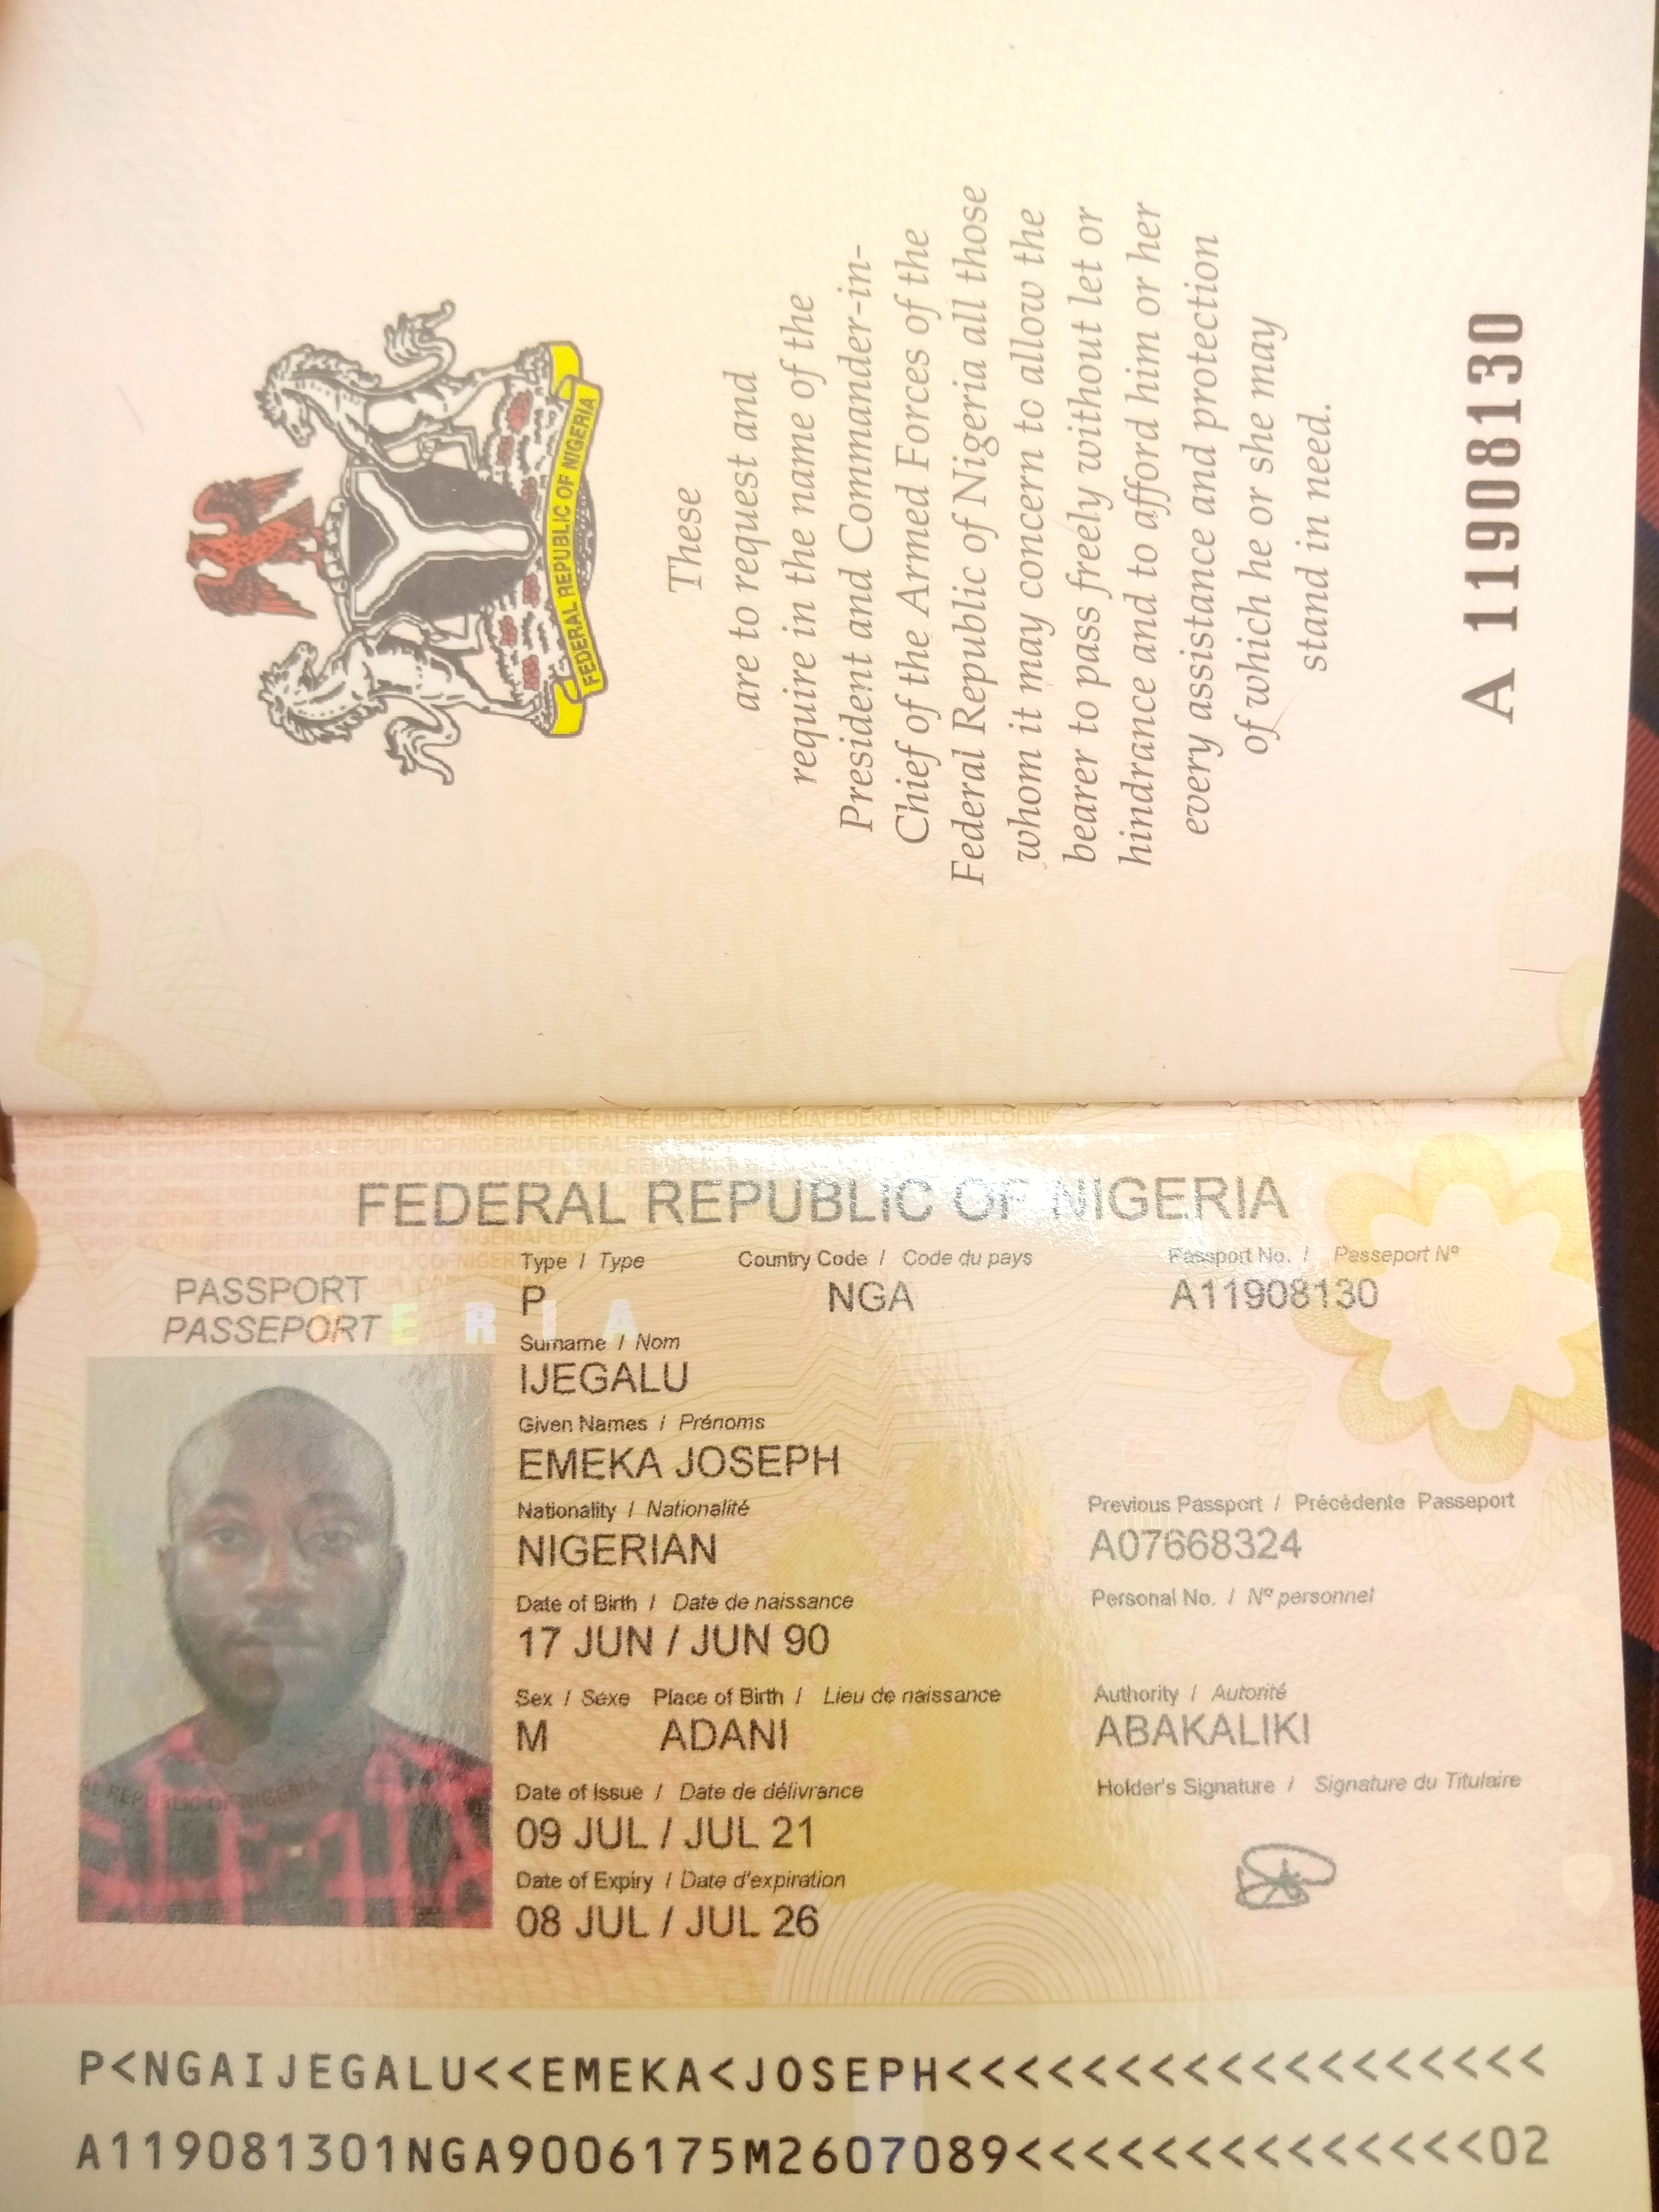 FEDERAL REPUBLIC OF NIGERIA
These
are to request and
require in the name of the
President and Commander-in-
Chief of the Armed Forces of the
Federal Republic of Nigeria all those
whom it may concern to allow the
bearer to pass freely without let or
hindrance and to afford him or her
every assistance and protection
of which he or she may
stand in need.
A 11908130
FEDERAL REPUBLIC OF NIGERIA
PASSPORT
PASSEPORT
Type / Type Country Code / Code du pays Passport No. / Passeport Nº
P NGA A11908130
E R I A
Surname / Nom
IJEGALU
Given Names / Prénoms
EMEKA JOSEPH
Nationality / Nationalité Previous Passport / Précédente Passeport
NIGERIAN A07668324
Date of Birth / Date de naissance Personal No. / Nº personnel
17 JUN / JUN 90
Sex / Sexe Place of Birth / Lieu de naissance Authority / Autorité
M ADANI ABAKALIKI
Date of Issue / Date de délivrance Holder's Signature / Signature du Titulaire
09 JUL / JUL 21
Date of Expiry / Date d'expiration
08 JUL / JUL 26
P<NGAIJEGALU<<EMEKA<JOSEPH<<<<<<<<<<<<<<<<<<
A119081301NGA9006175M2607089<<<<<<<<<<<<<<02